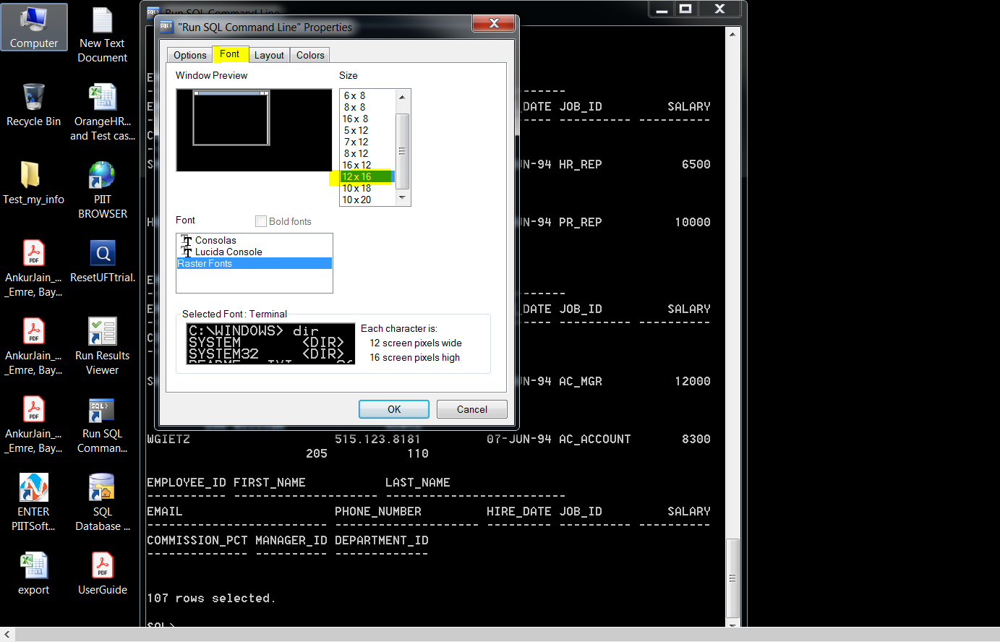 Computer
New Text
Document
Recycle Bin
OrangeHR...
and Test cas...
Test_my_info
PIIT
BROWSER
AnkurJain_...
_Emre, Bay...
ResetUFTtrial.
AnkurJain_...
_Emre, Bay...
Run Results
Viewer
AnkurJain_...
_Emre, Bay...
Run SQL
Comman...
ENTER
PIITSoft...
SQL
Database ...
export
UserGuide
Run SQL Command Line
"Run SQL Command Line" Properties
Options
Font
Layout
Colors
Window Preview
Size
6 x 8
8 x 8
16 x 8
5 x 12
7 x 12
8 x 12
16 x 12
12 x 16
10 x 18
10 x 20
Font
Bold fonts
Consolas
Lucida Console
Raster Fonts
Selected Font : Terminal
C:\WINDOWS> dir
SYSTEM <DIR>
SYSTEM32 <DIR>
Each character is:
12 screen pixels wide
16 screen pixels high
OK
Cancel
_DATE JOB_ID SALARY
---------- ----------
UN-94 HR_REP 6500
UN-94 PR_REP 10000
_DATE JOB_ID SALARY
---------- ----------
UN-94 AC_MGR 12000
WGIETZ 515.123.8181 07-JUN-94 AC_ACCOUNT 8300
205 110
EMPLOYEE_ID FIRST_NAME LAST_NAME
----------- -------------------- -------------------------
EMAIL PHONE_NUMBER HIRE_DATE JOB_ID SALARY
------------------------- -------------------- --------- ---------- ----------
COMMISSION_PCT MANAGER_ID DEPARTMENT_ID
-------------- ---------- -------------
107 rows selected.
SQL>